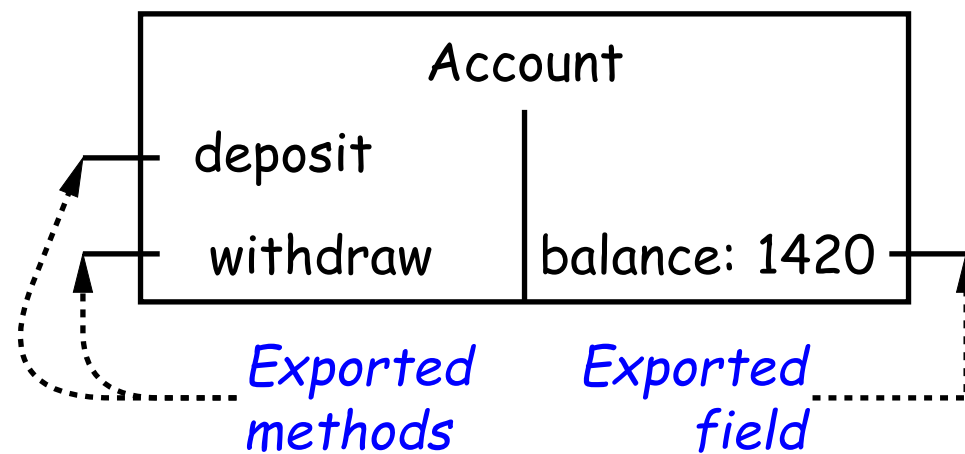 Account
deposit
withdraw
balance: 1420
Exported
methods
Exported
field